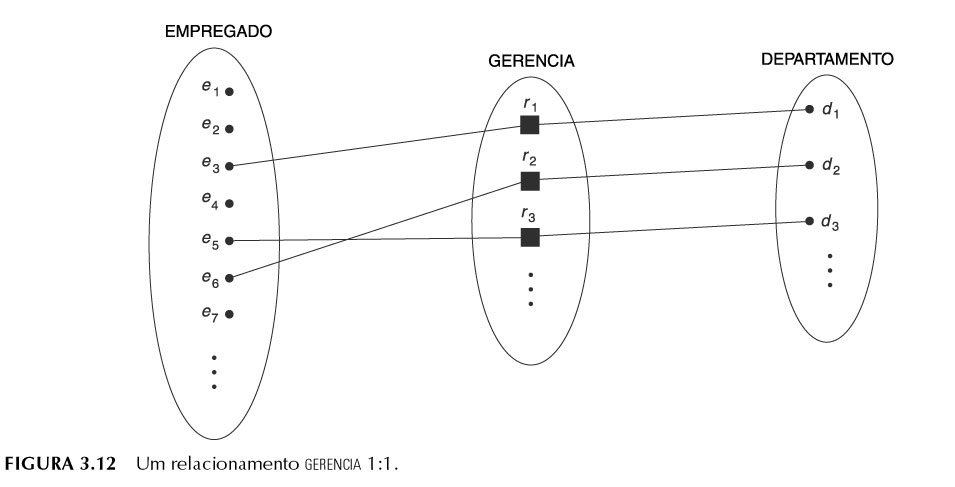 EMPREGADO
GERENCIA
DEPARTAMENTO
e1
e2
e3
e4
e5
e6
e7
r1
r2
r3
d1
d2
d3
FIGURA 3.12 Um relacionamento GERENCIA 1:1.